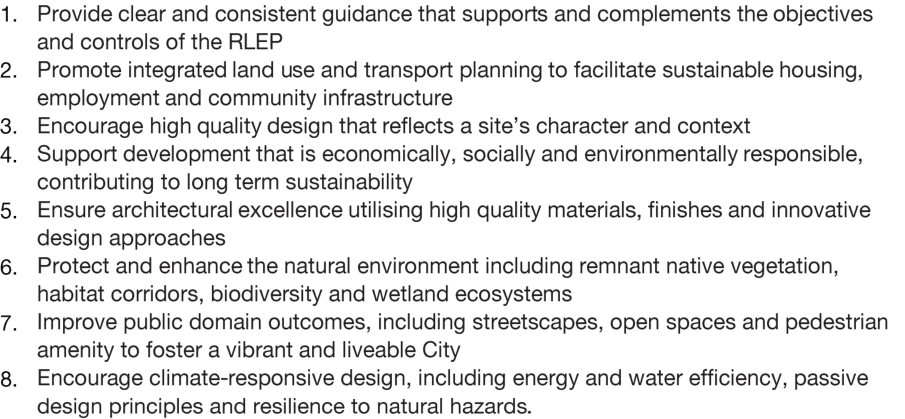 1. Provide clear and consistent guidance that supports and complements the objectives
and controls of the RLEP
2. Promote integrated land use and transport planning to facilitate sustainable housing,
employment and community infrastructure
3. Encourage high quality design that reflects a site's character and context
4. Support development that is economically, socially and environmentally responsible,
contributing to long term sustainability
5. Ensure architectural excellence utilising high quality materials, finishes and innovative
design approaches
6. Protect and enhance the natural environment including remnant native vegetation,
habitat corridors, biodiversity and wetland ecosystems
7. Improve public domain outcomes, including streetscapes, open spaces and pedestrian
amenity to foster a vibrant and liveable City
8. Encourage climate-responsive design, including energy and water efficiency, passive
design principles and resilience to natural hazards.